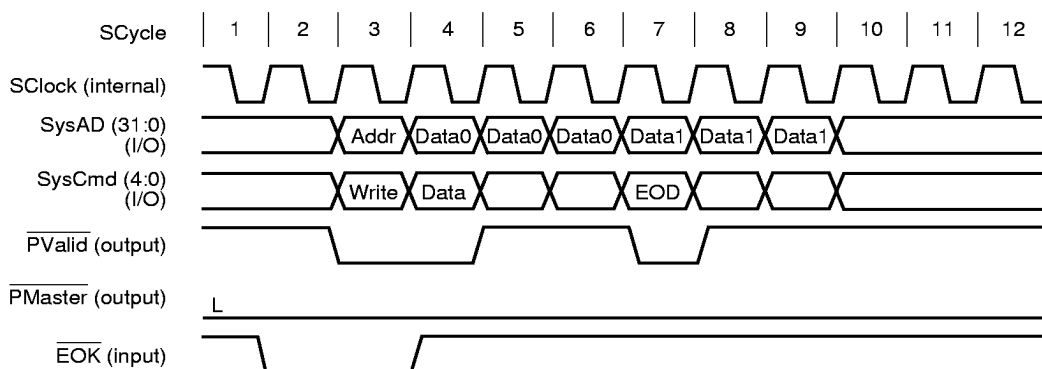 SCycle 1 2 3 4 5 6 7 8 9 10 11 12
SClock (internal)
SysAD (31:0)
(I/O)
Addr Data0 Data0 Data0 Data1 Data1 Data1
SysCmd (4:0)
(I/O)
Write Data EOD
PValid (output)
PMaster (output)
L
EOK (input)